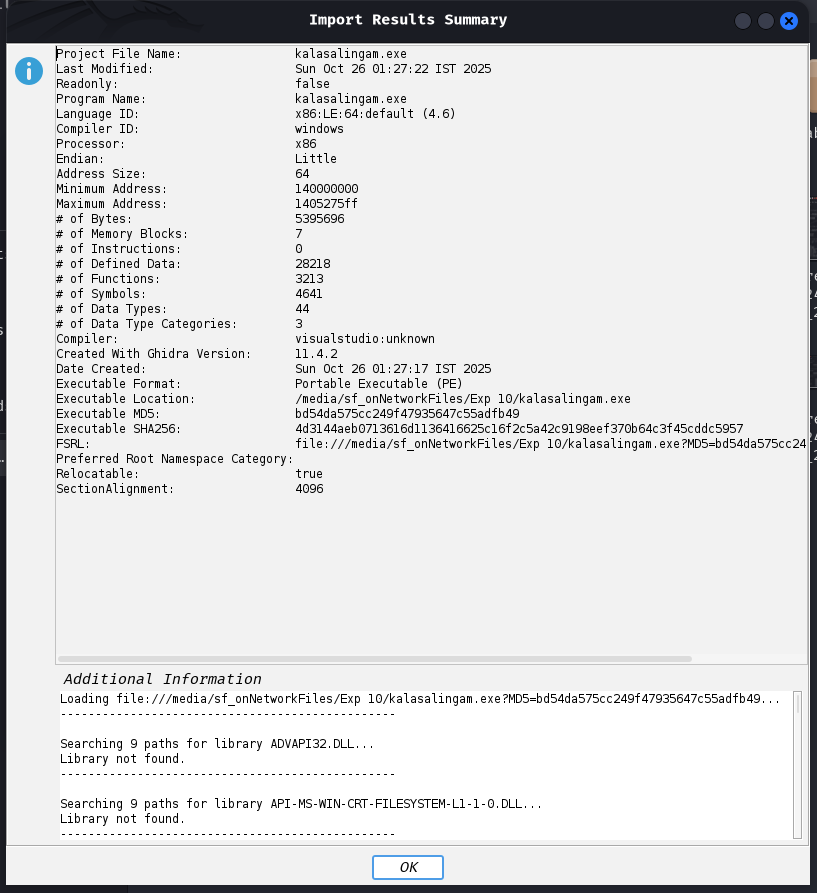 Import Results Summary
Project File Name: kalasalingam.exe
Last Modified: Sun Oct 26 01:27:22 IST 2025
Readonly: false
Program Name: kalasalingam.exe
Language ID: x86:LE:64:default (4.6)
Compiler ID: windows
Processor: x86
Endian: Little
Address Size: 64
Minimum Address: 140000000
Maximum Address: 1405275ff
# of Bytes: 5395696
# of Memory Blocks: 7
# of Instructions: 0
# of Defined Data: 28218
# of Functions: 3213
# of Symbols: 4641
# of Data Types: 44
# of Data Type Categories: 3
Compiler: visualstudio:unknown
Created With Ghidra Version: 11.4.2
Date Created: Sun Oct 26 01:27:17 IST 2025
Executable Format: Portable Executable (PE)
Executable Location: /media/sf_onNetworkFiles/Exp 10/kalasalingam.exe
Executable MD5: bd54da575cc249f47935647c55adfb49
Executable SHA256: 4d3144aeb0713616d1136416625c16f2c5a42c9198eef370b64c3f45cddc5957
FSRL: file:///media/sf_onNetworkFiles/Exp 10/kalasalingam.exe?MD5=bd54da575cc24
Preferred Root Namespace Category:
Relocatable: true
SectionAlignment: 4096
Additional Information
Loading file:///media/sf_onNetworkFiles/Exp 10/kalasalingam.exe?MD5=bd54da575cc249f47935647c55adfb49...
------------------------------------------------
Searching 9 paths for library ADVAPI32.DLL...
Library not found.
------------------------------------------------
Searching 9 paths for library API-MS-WIN-CRT-FILESYSTEM-L1-1-0.DLL...
Library not found.
------------------------------------------------
OK